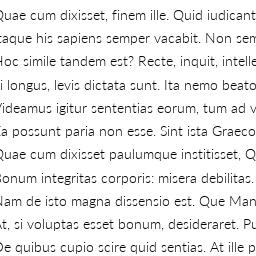 Quae cum dixisset, finem ille. Quid iudicant
Itaque his sapiens semper vacabit. Non sem
Hoc simile tandem est? Recte, inquit, intelle
Si longus, levis dictata sunt. Ita nemo beato
Videamus igitur sententias eorum, tum ad v
Ea possunt paria non esse. Sint ista Graeco
Quae cum dixisset paulumque institisset, Q
Bonum integritas corporis: misera debilitas.
Nam de isto magna dissensio est. Que Man
At, si voluptas esset bonum, desideraret. Pu
De quibus cupio scire quid sentias. At ille p